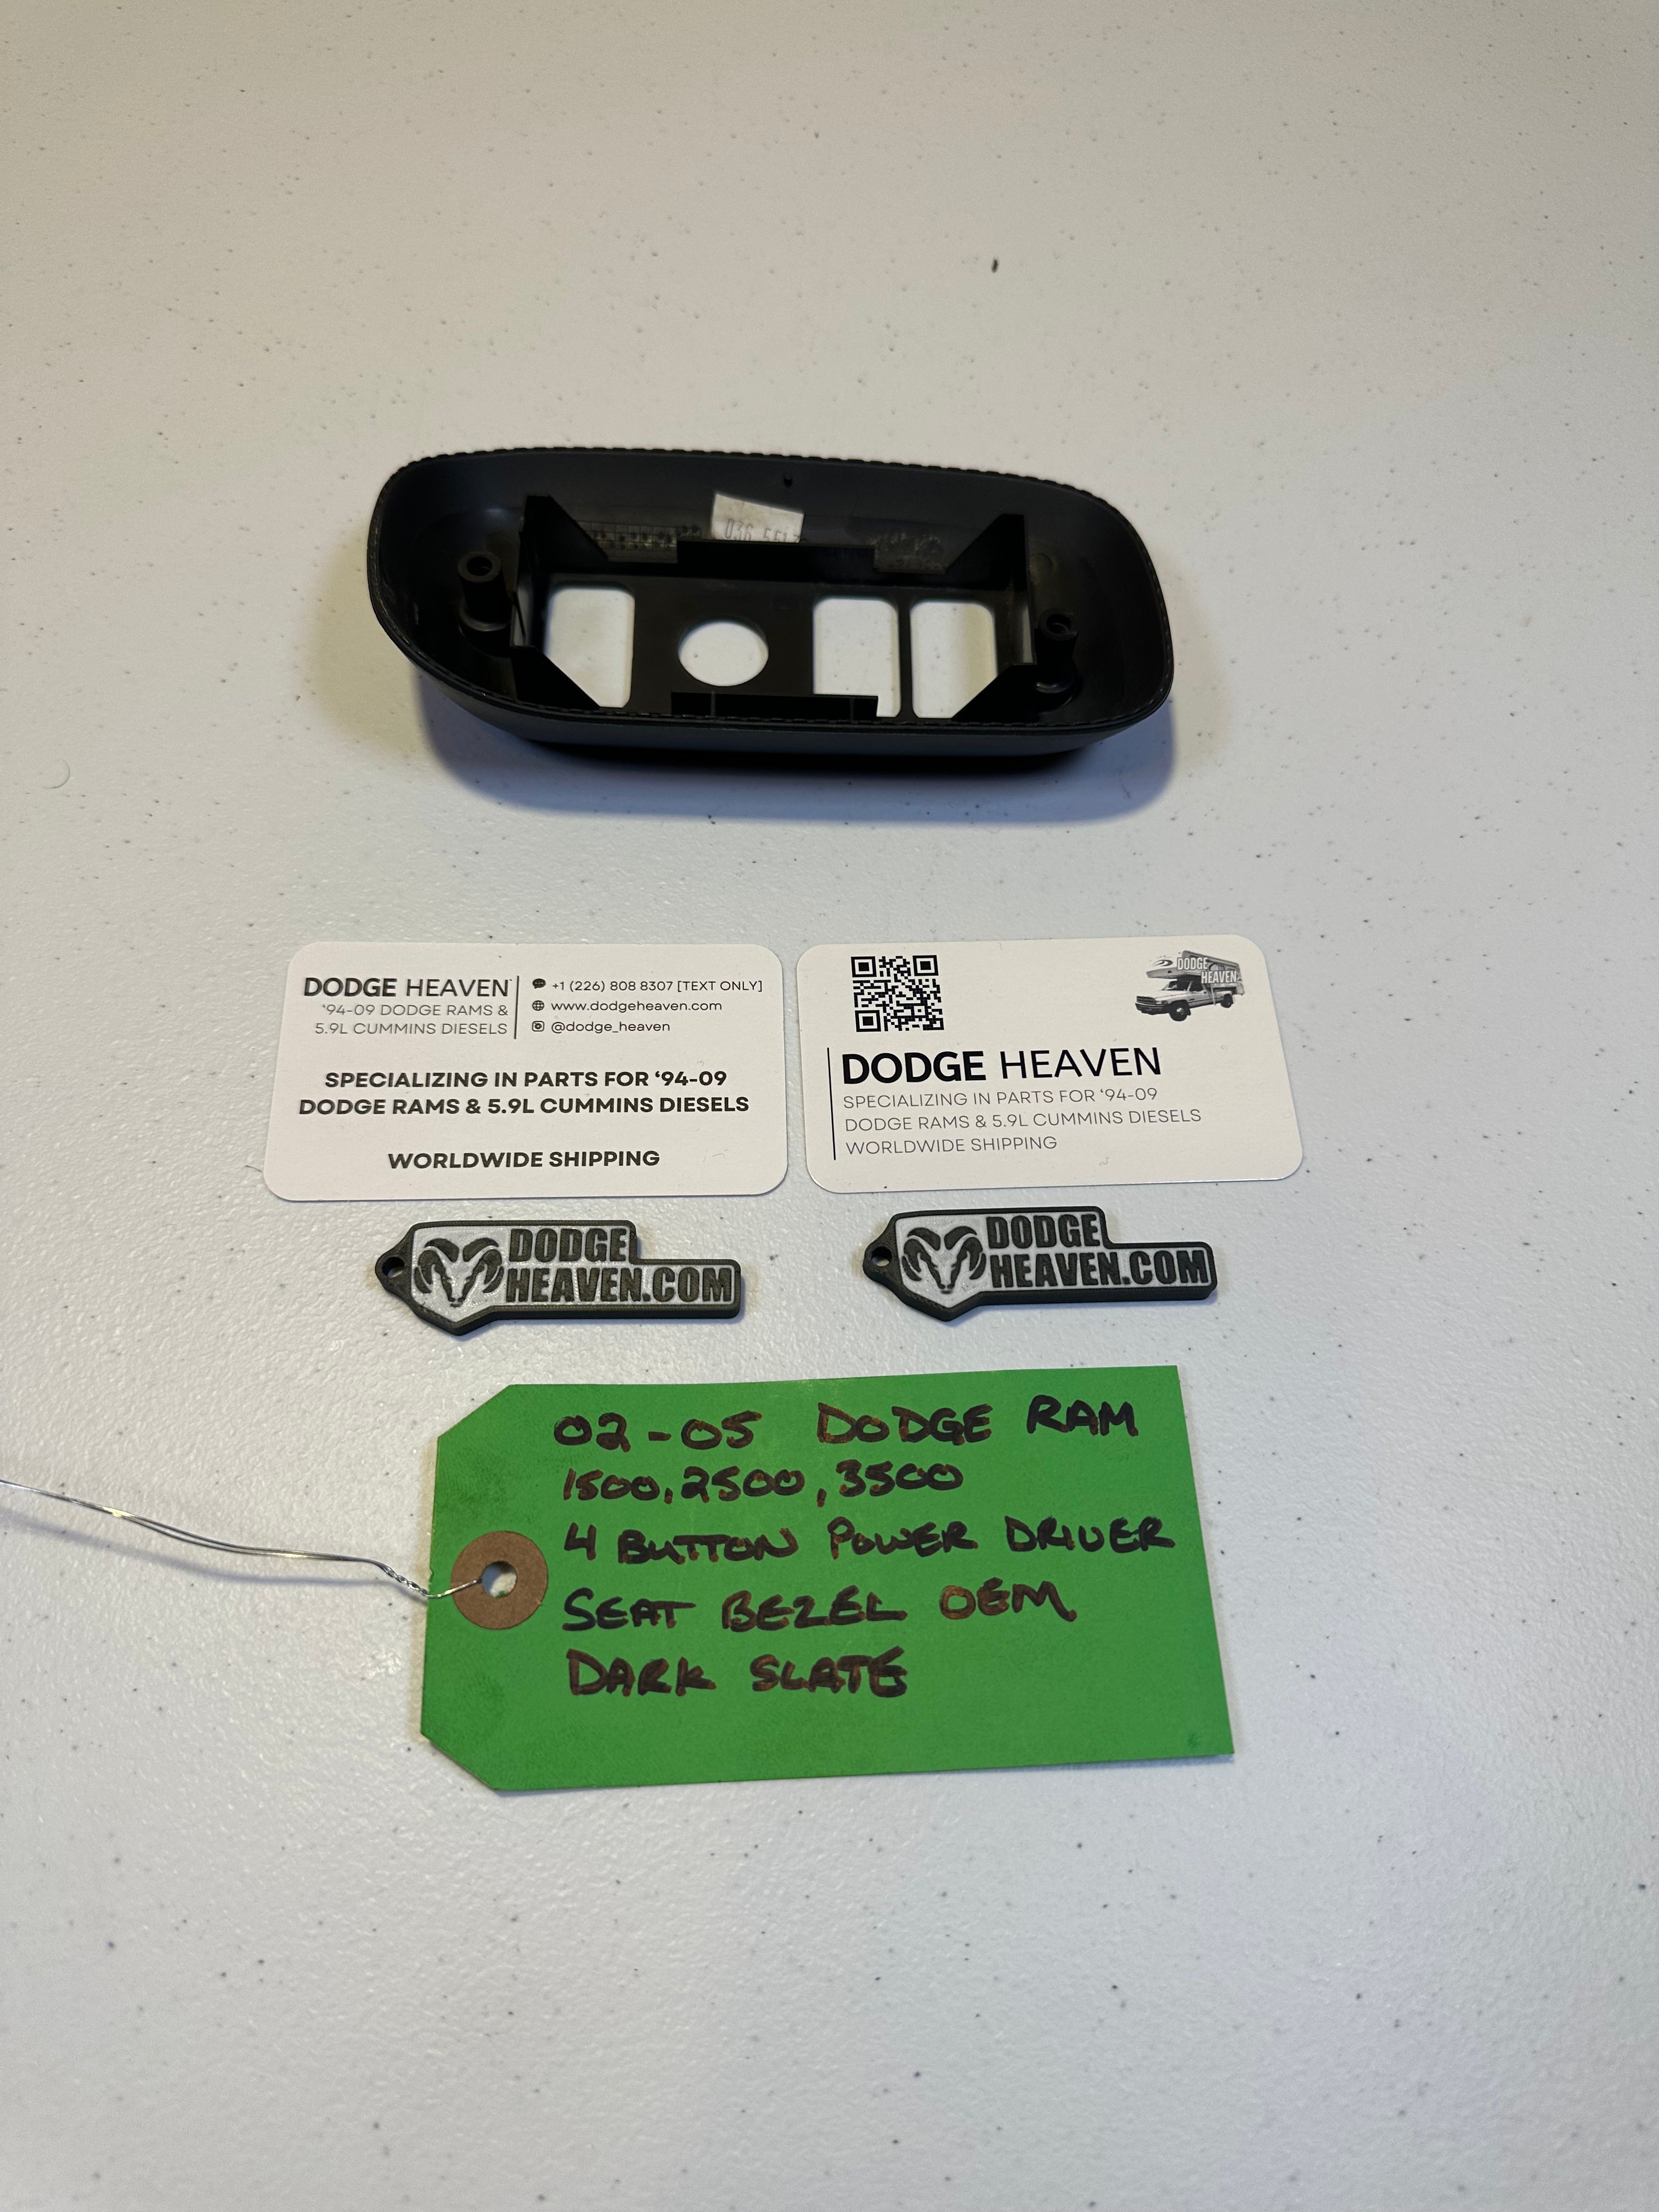 DODGE HEAVEN
'94-09 DODGE RAMS &
5.9L CUMMINS DIESELS
+1 (226) 808 8307 [TEXT ONLY]
www.dodgeheaven.com
@dodge_heaven
SPECIALIZING IN PARTS FOR '94-09
DODGE RAMS & 5.9L CUMMINS DIESELS
WORLDWIDE SHIPPING
DODGE
HEAVEN
DODGE HEAVEN
SPECIALIZING IN PARTS FOR '94-09
DODGE RAMS & 5.9L CUMMINS DIESELS
WORLDWIDE SHIPPING
DODGE
HEAVEN.COM
DODGE
HEAVEN.COM
02-05 DODGE RAM
1500, 2500, 3500
4 BUTTON POWER DRIVER
SEAT BEZEL OEM
DARK SLATE